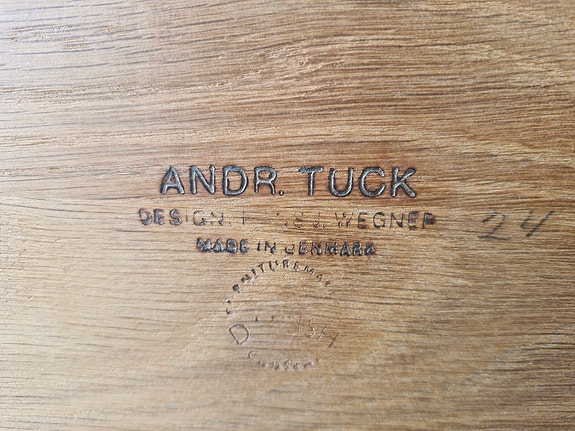 ANDR. TUCK
DESIGN J. WEGNER 24
MADE IN DENMARK